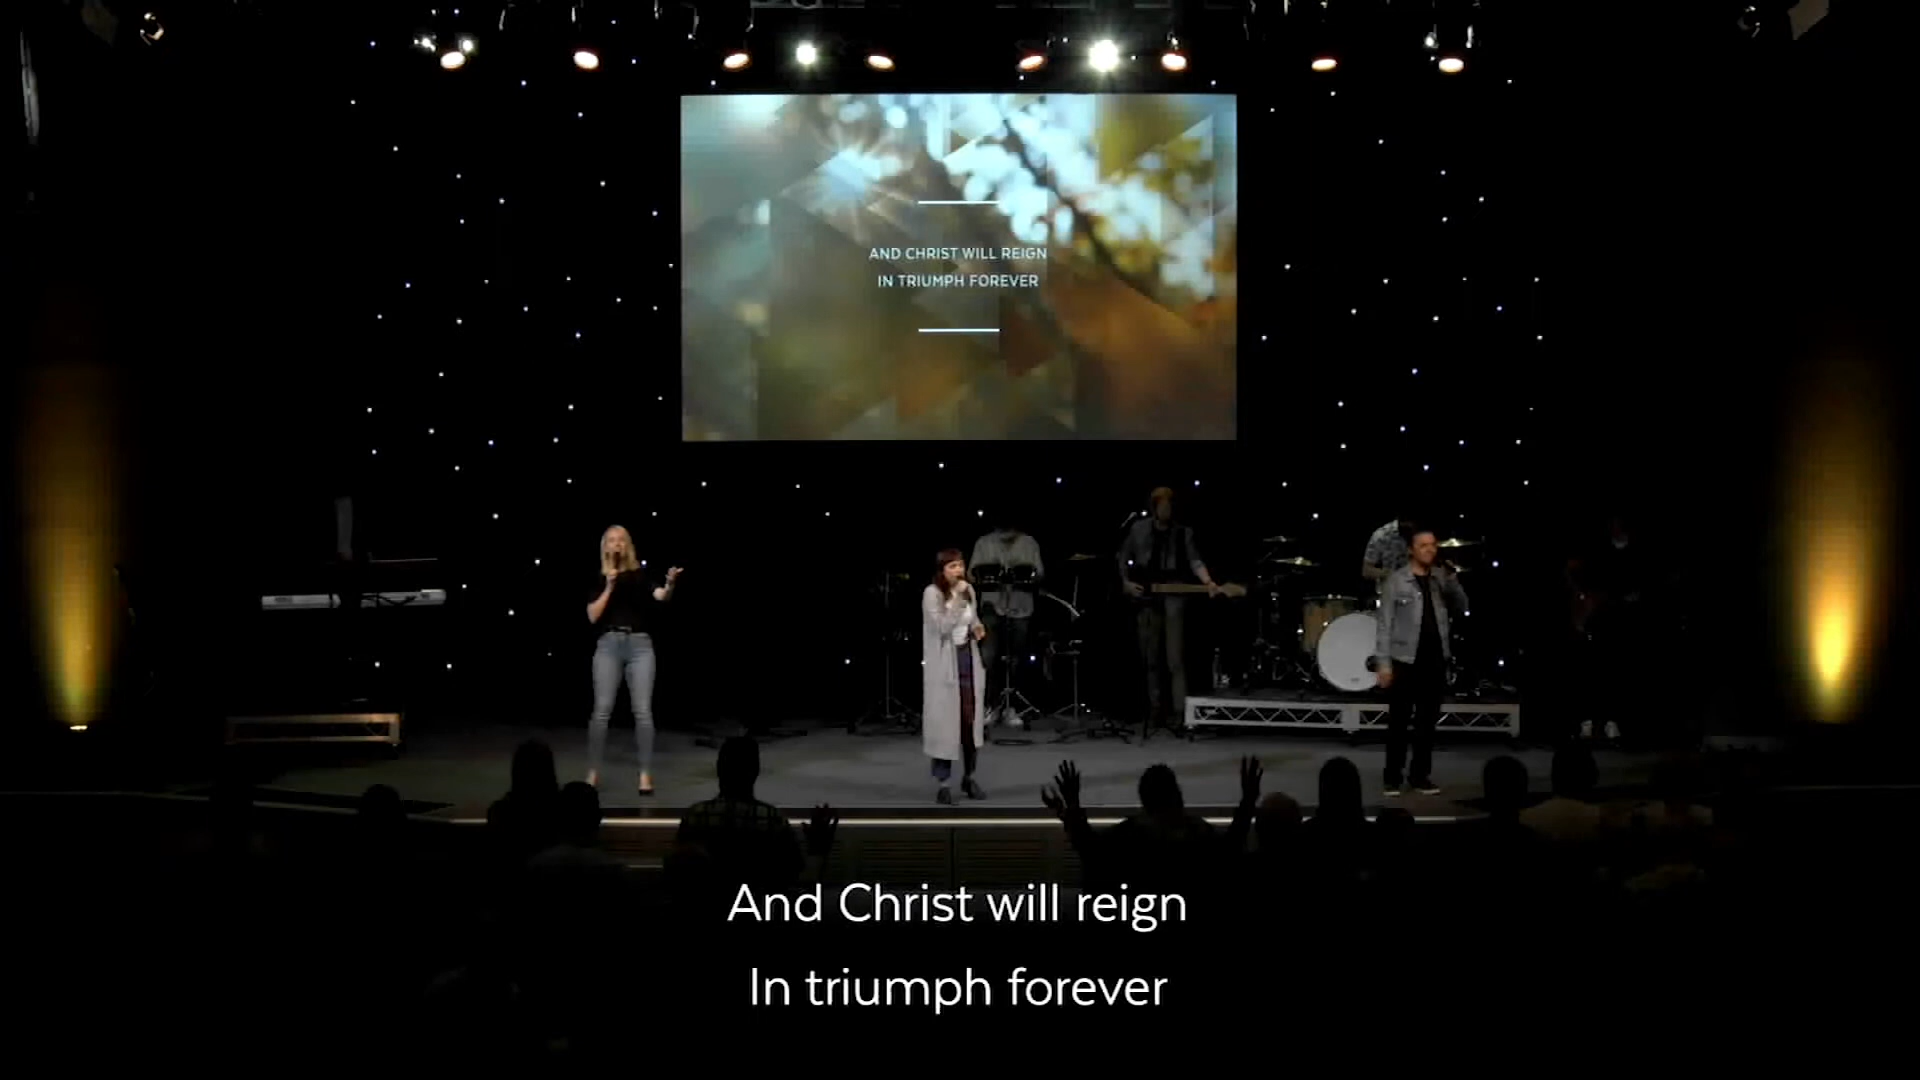 AND CHRIST WILL REIGN
IN TRIUMPH FOREVER
And Christ will reign
In triumph forever